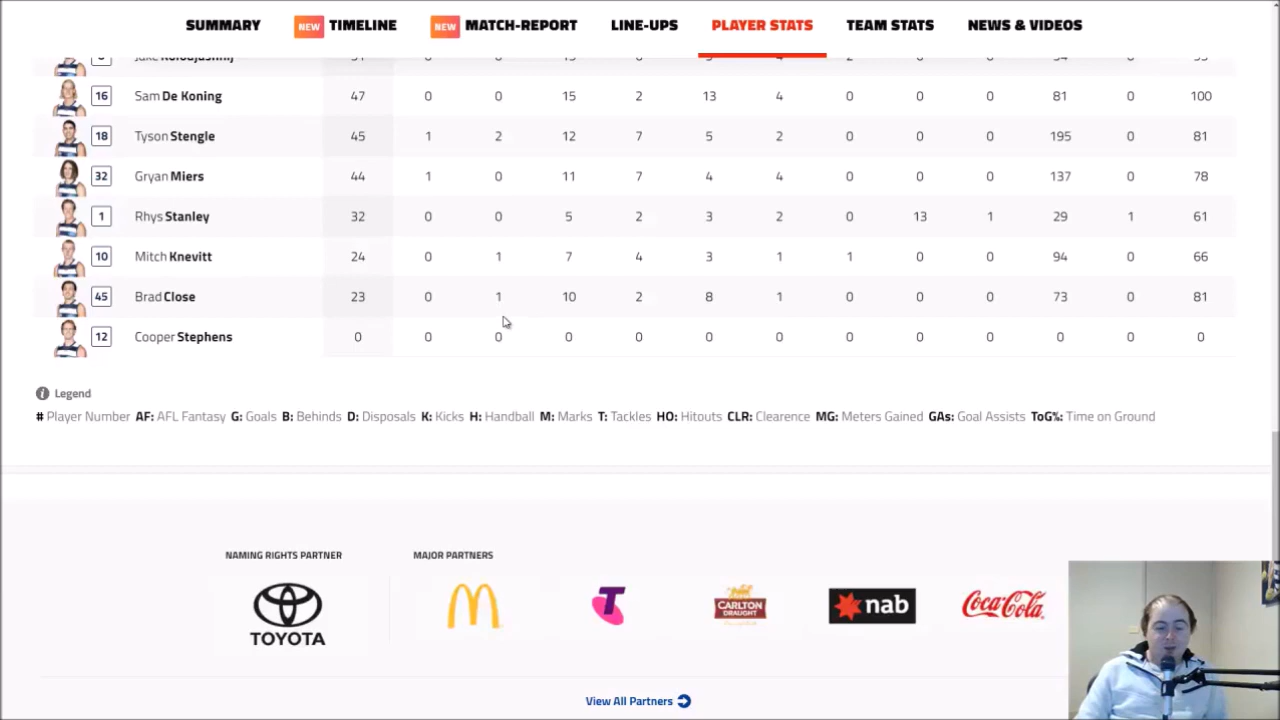 SUMMARY NEW TIMELINE NEW MATCH-REPORT LINE-UPS PLAYER STATS TEAM STATS NEWS & VIDEOS
16 Sam De Koning 47 0 0 15 2 13 4 0 0 0 81 0 100
18 Tyson Stengle 45 1 2 12 7 5 2 0 0 0 195 0 81
32 Gryan Miers 44 1 0 11 7 4 4 0 0 0 137 0 78
1 Rhys Stanley 32 0 0 5 2 3 2 0 13 1 29 1 61
10 Mitch Knevitt 24 0 1 7 4 3 1 1 0 0 94 0 66
45 Brad Close 23 0 1 10 2 8 1 0 0 0 73 0 81
12 Cooper Stephens 0 0 0 0 0 0 0 0 0 0 0 0 0
Legend
# Player Number AF: AFL Fantasy G: Goals B: Behinds D: Disposals K: Kicks H: Handball M: Marks T: Tackles HO: Hitouts CLR: Clearence MG: Meters Gained GAs: Goal Assists ToG%: Time on Ground
NAMING RIGHTS PARTNER MAJOR PARTNERS
TOYOTA T CARLTON DRAUGHT nab Coca-Cola
View All Partners